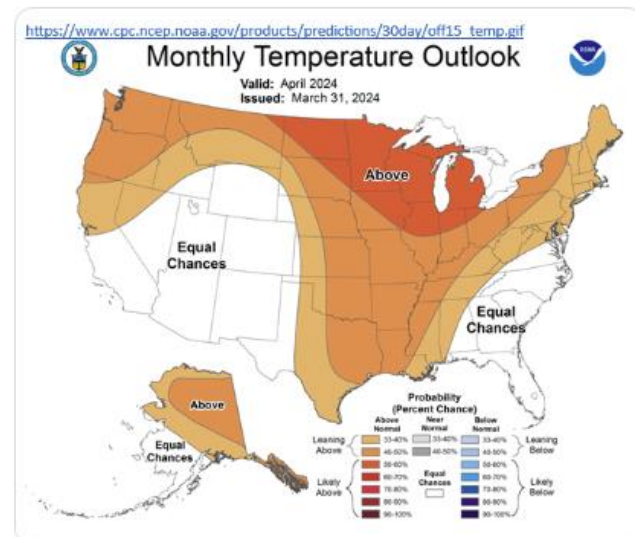 https://www.cpc.ncep.noaa.gov/products/predictions/30day/off15_temp.gif
Monthly Temperature Outlook
Valid: April 2024
Issued: March 31, 2024
Above
Equal
Chances
Equal
Chances
Above
Equal
Chances
Probability
(Percent Chance)
Above Normal
Near Normal
Below Normal
Leaning Above
33-40%
33-40%
33-40%
Leaning Below
40-50%
40-50%
40-50%
Likely Above
50-60%
Equal Chances
50-60%
Likely Below
60-70%
60-70%
70-80%
70-80%
80-90%
80-90%
90-100%
90-100%